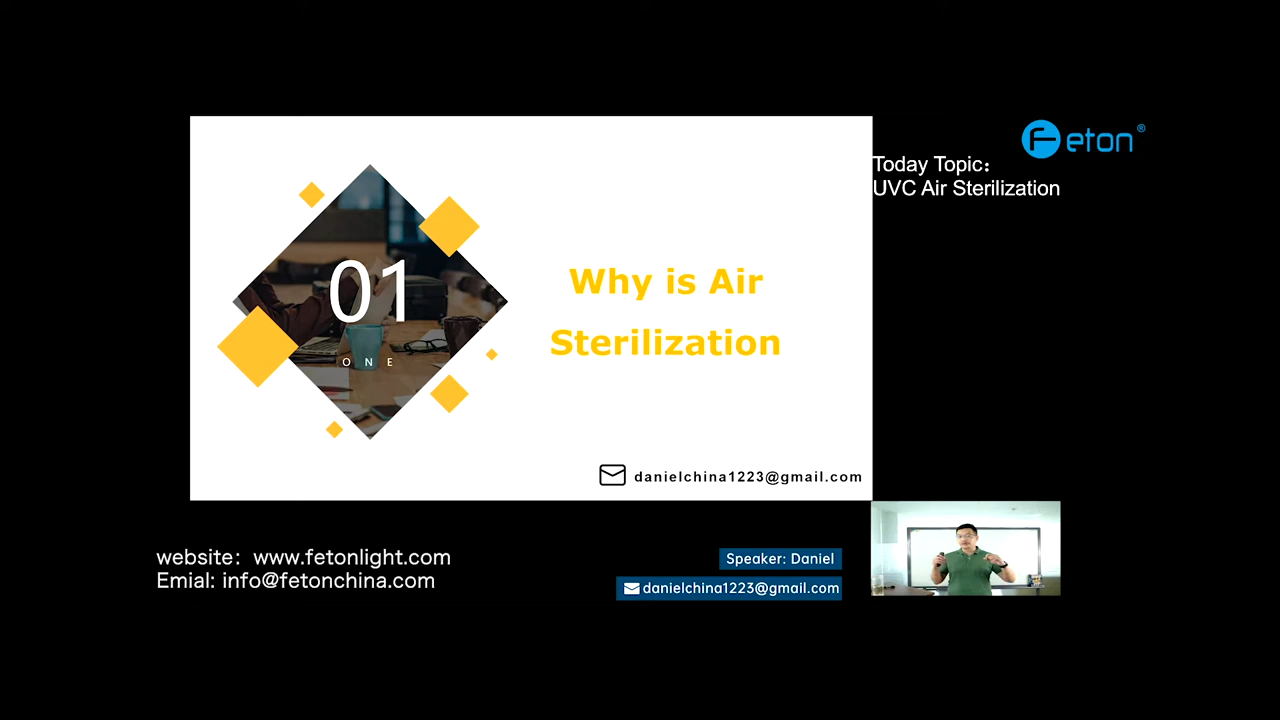 Feton®
Today Topic：
UVC Air Sterilization
01
ONE
Why is Air
Sterilization
danielchina1223@gmail.com
website：www.fetonlight.com
Emial: info@fetonchina.com
Speaker: Daniel
danielchina1223@gmail.com